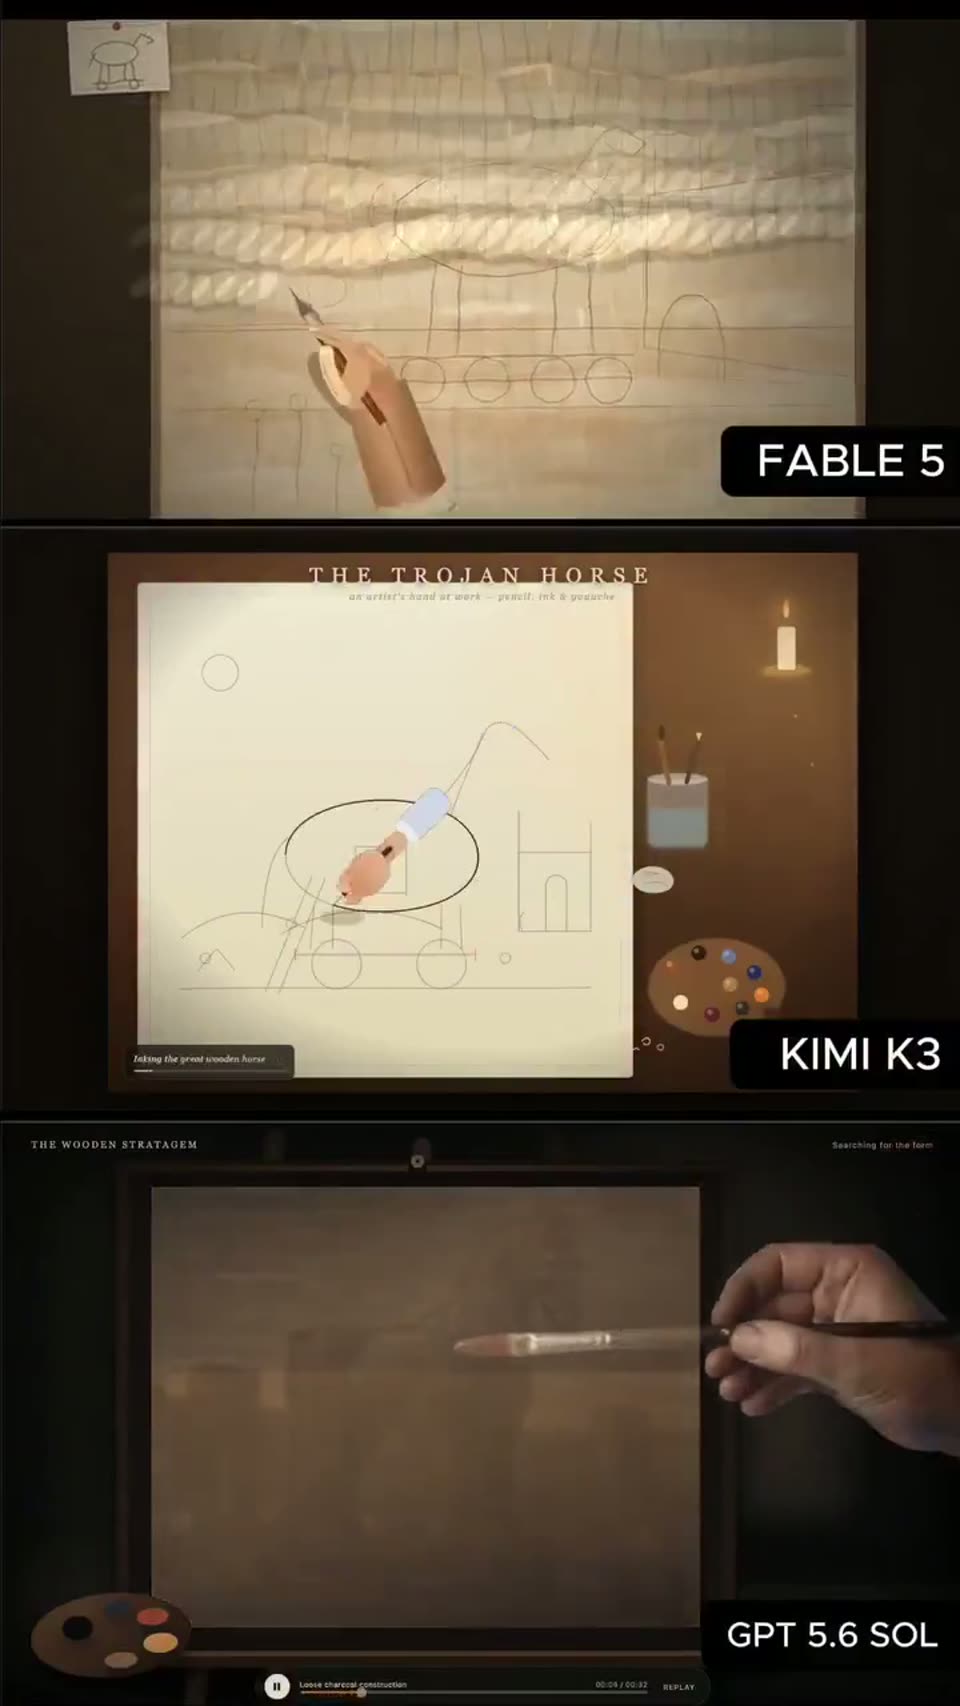 FABLE 5
THE TROJAN HORSE
an artist's hand at work — pencil, ink & gouache
Inking the great wooden horse
KIMI K3
THE WOODEN STRATAGEM
Searching for the form
GPT 5.6 SOL
Loose charcoal construction
00:04 / 00:32
REPLAY